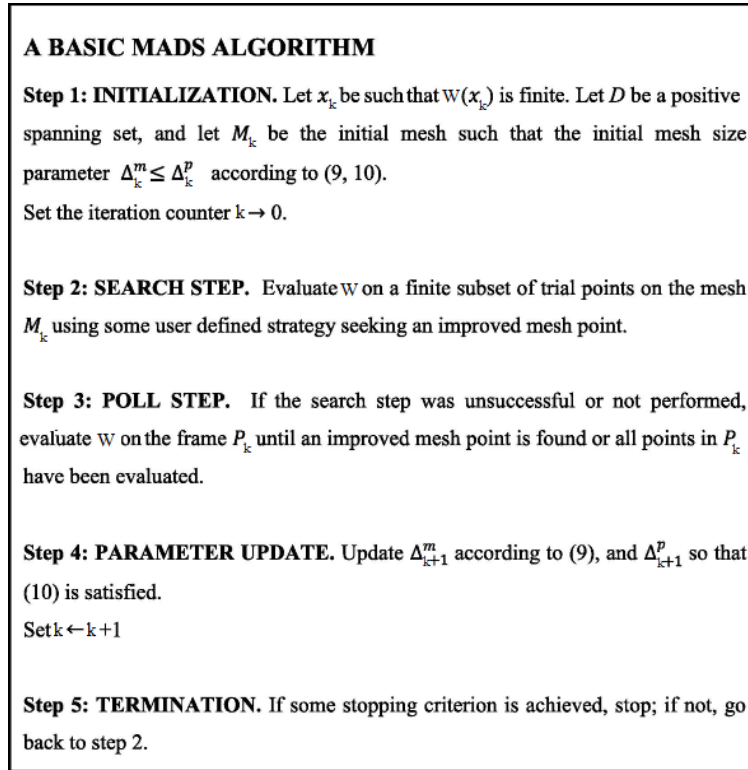 A BASIC MADS ALGORITHM
Step 1: INITIALIZATION. Let x_k be such that W(x_k) is finite. Let D be a positive
spanning set, and let M_k be the initial mesh such that the initial mesh size
parameter Δ_k^m ≤ Δ_k^p according to (9, 10).
Set the iteration counter k → 0.
Step 2: SEARCH STEP. Evaluate W on a finite subset of trial points on the mesh
M_k using some user defined strategy seeking an improved mesh point.
Step 3: POLL STEP. If the search step was unsuccessful or not performed,
evaluate W on the frame P_k until an improved mesh point is found or all points in P_k
have been evaluated.
Step 4: PARAMETER UPDATE. Update Δ_{k+1}^m according to (9), and Δ_{k+1}^p so that
(10) is satisfied.
Set k ← k+1
Step 5: TERMINATION. If some stopping criterion is achieved, stop; if not, go
back to step 2.